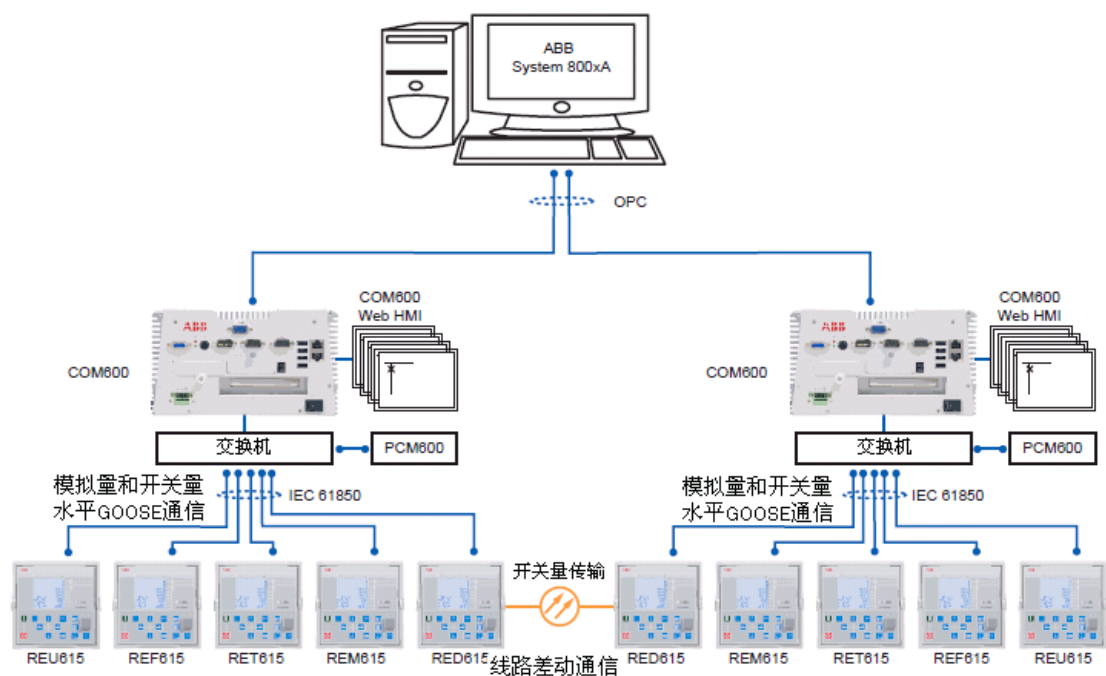 ABB
System 800xA
OPC
COM600
Web HMI
ABB
COM600
交换机
PCM600
模拟量和开关量
水平GOOSE通信
IEC 61850
COM600
Web HMI
ABB
COM600
交换机
PCM600
模拟量和开关量
水平GOOSE通信
IEC 61850
开关量传输
REU615
REF615
RET615
REM615
RED615
线路差动通信
RED615
REM615
RET615
REF615
REU615